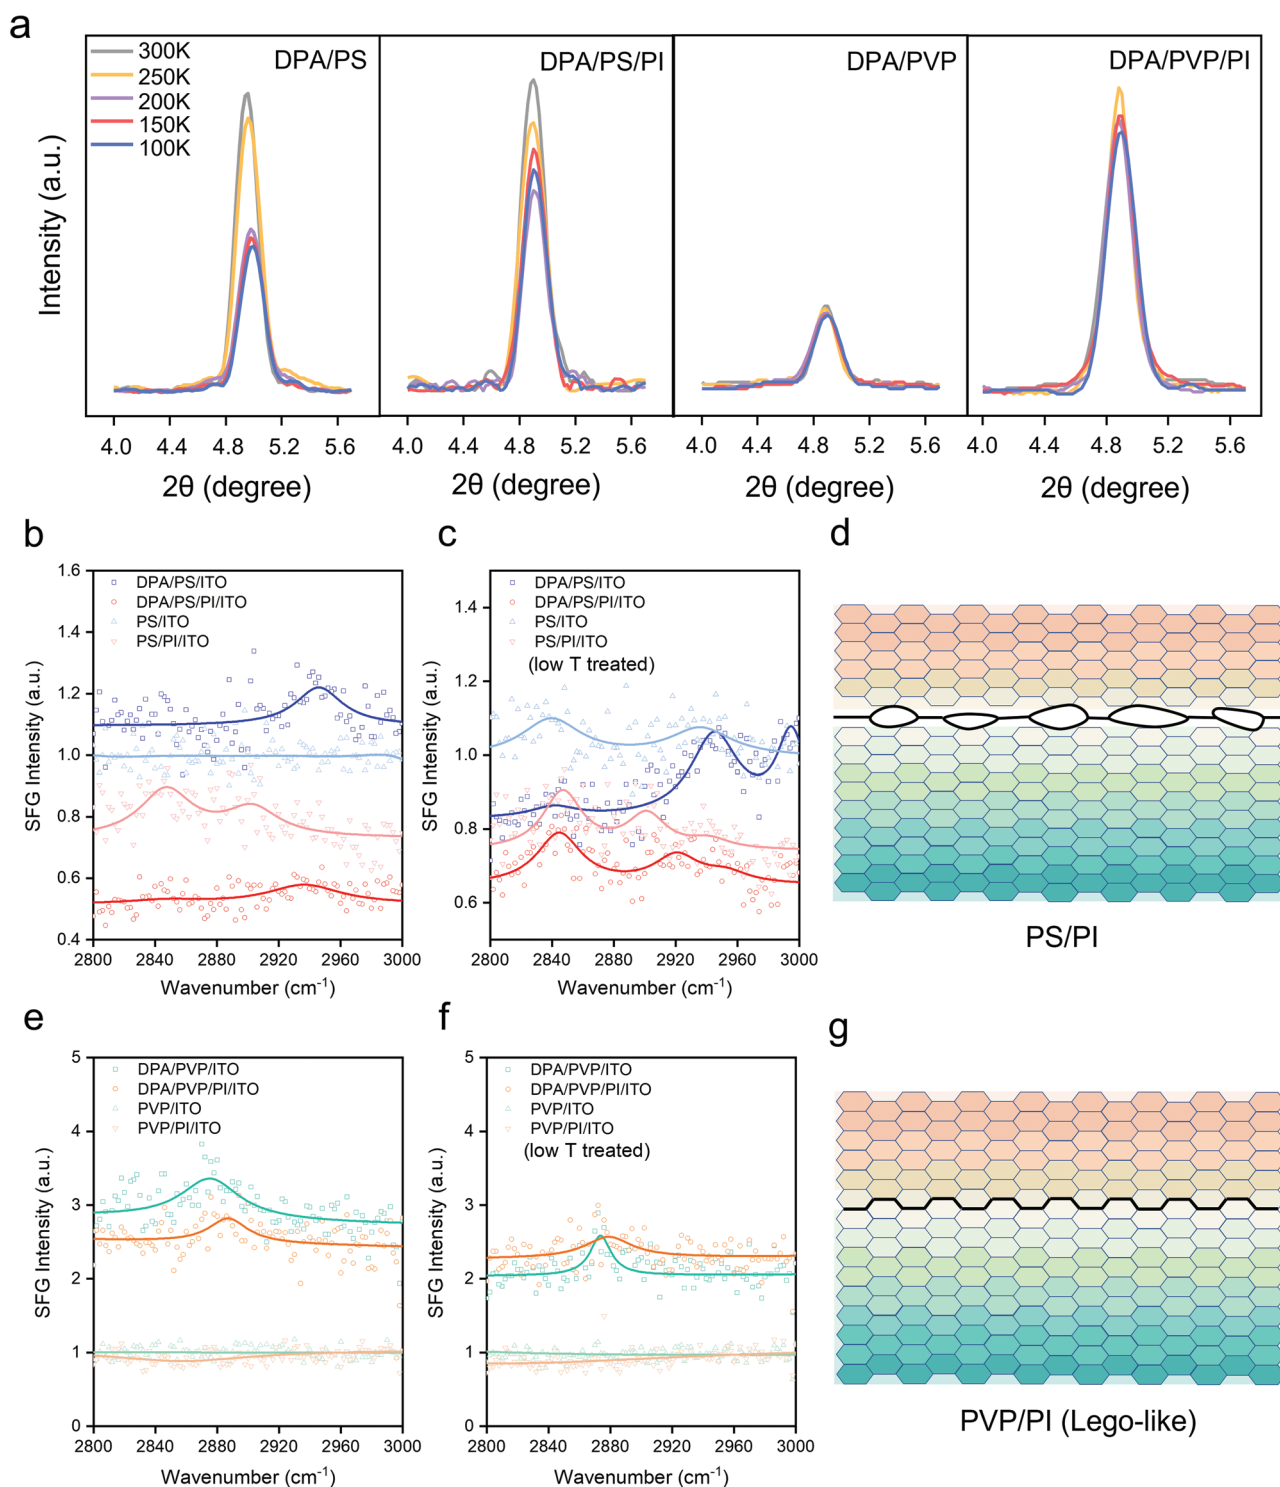 a
300K
250K
200K
150K
100K
DPA/PS
DPA/PS/PI
DPA/PVP
DPA/PVP/PI
Intensity (a.u.)
4.0 4.4 4.8 5.2 5.6
4.0 4.4 4.8 5.2 5.6
4.0 4.4 4.8 5.2 5.6
4.0 4.4 4.8 5.2 5.6
2θ (degree)
2θ (degree)
2θ (degree)
2θ (degree)
b
1.6
1.4
1.2
1.0
0.8
0.6
0.4
SFG Intensity (a.u.)
DPA/PS/ITO
DPA/PS/PI/ITO
PS/ITO
PS/PI/ITO
2800 2840 2880 2920 2960 3000
Wavenumber (cm⁻¹)
c
1.4
1.2
1.0
0.8
0.6
SFG Intensity (a.u.)
DPA/PS/ITO
DPA/PS/PI/ITO
PS/ITO
PS/PI/ITO
(low T treated)
2800 2840 2880 2920 2960 3000
Wavenumber (cm⁻¹)
d
PS/PI
e
5
4
3
2
1
0
SFG Intensity (a.u.)
DPA/PVP/ITO
DPA/PVP/PI/ITO
PVP/ITO
PVP/PI/ITO
2800 2840 2880 2920 2960 3000
Wavenumber (cm⁻¹)
f
5
4
3
2
1
0
SFG Intensity (a.u.)
DPA/PVP/ITO
DPA/PVP/PI/ITO
PVP/ITO
PVP/PI/ITO
(low T treated)
2800 2840 2880 2920 2960 3000
Wavenumber (cm⁻¹)
g
PVP/PI (Lego-like)